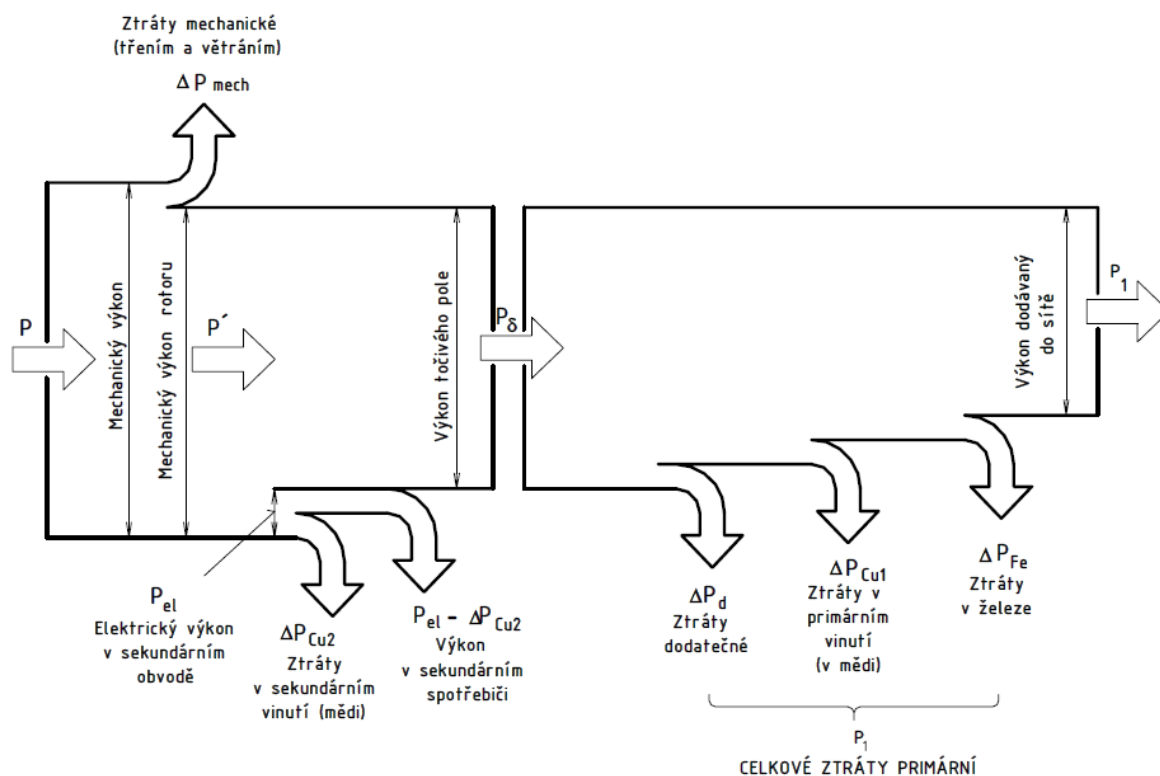 Ztráty mechanické
(třením a větráním)
Δ P mech
P
Mechanický výkon
Mechanický výkon rotoru
P´
Výkon točivého pole
Pδ
Výkon dodávaný
do sítě
P1
Pel
Elektrický výkon
v sekundárním
obvodě
ΔPCu2
Ztráty
v sekundárním
vinutí (mědi)
Pel - ΔPCu2
Výkon
v sekundárním
spotřebiči
ΔPd
Ztráty
dodatečné
ΔPCu1
Ztráty v
primárním
vinutí
(v mědi)
ΔPFe
Ztráty
v železe
P1
CELKOVÉ ZTRÁTY PRIMÁRNÍ